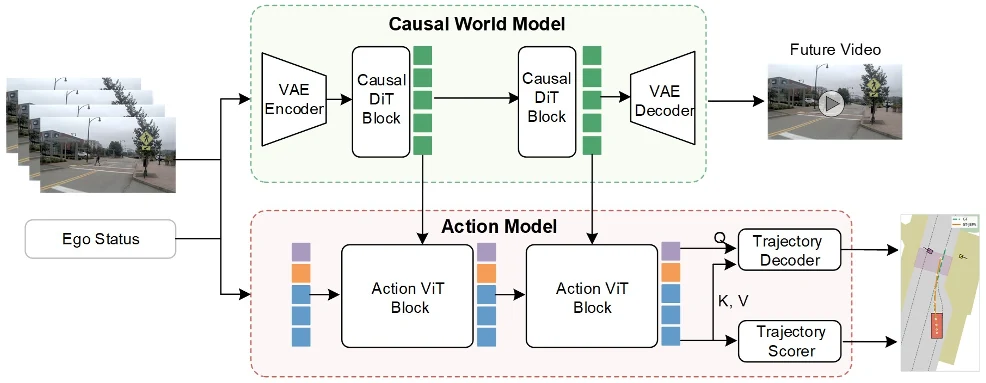 Causal World Model
VAE
Encoder
Causal
DiT
Block
Causal
DiT
Block
VAE
Decoder
Future Video
Ego Status
Action Model
Action ViT
Block
Action ViT
Block
Q
K, V
Trajectory
Decoder
Trajectory
Scorer